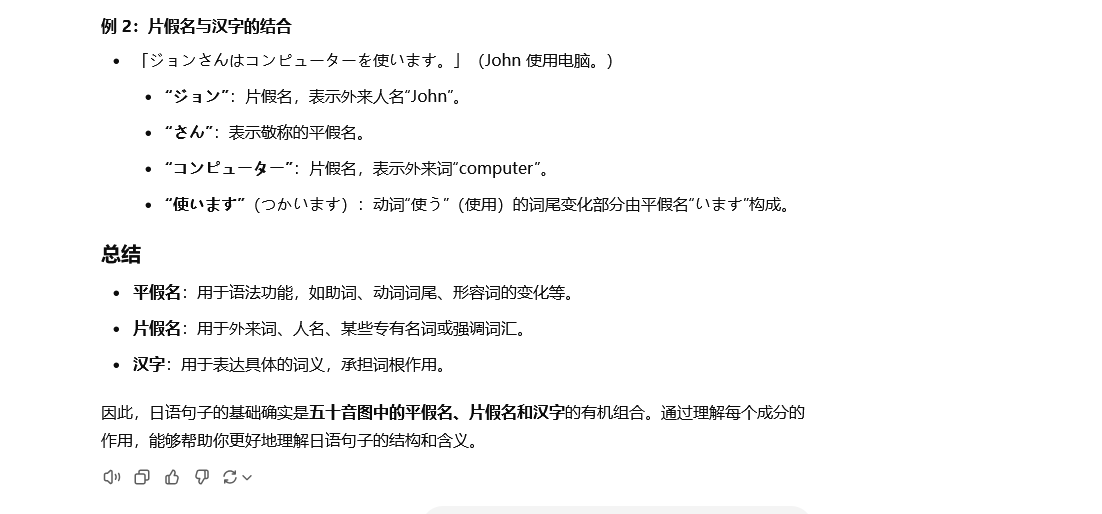 例 2：片假名与汉字的结合
「ジョンさんはコンピューターを使います。」（John 使用电脑。）
“ジョン”：片假名，表示外来人名“John”。
“さん”：表示敬称的平假名。
“コンピューター”：片假名，表示外来词“computer”。
“使います”（つかいます）：动词“使う”（使用）的词尾变化部分由平假名“います”构成。
总结
平假名：用于语法功能，如助词、动词词尾、形容词的变化等。
片假名：用于外来词、人名、某些专有名词或强调词汇。
汉字：用于表达具体的词义，承担词根作用。
因此，日语句子的基础确实是五十音图中的平假名、片假名和汉字的有机组合。通过理解每个成分的
作用，能够帮助你更好地理解日语句子的结构和含义。